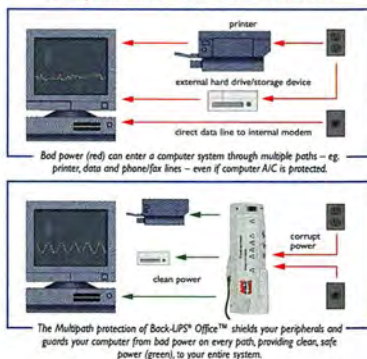 printer
external hard drive/storage device
direct data line to internal modem
Bad power (red) can enter a computer system through multiple paths – eg.
printer, data and phone/fax lines – even if computer A/C is protected.
corrupt
power
clean power
The Multipath protection of Back-UPS® Office™ shields your peripherals and
guards your computer from bad power on every path, providing clean, safe
power (green), to your entire system.